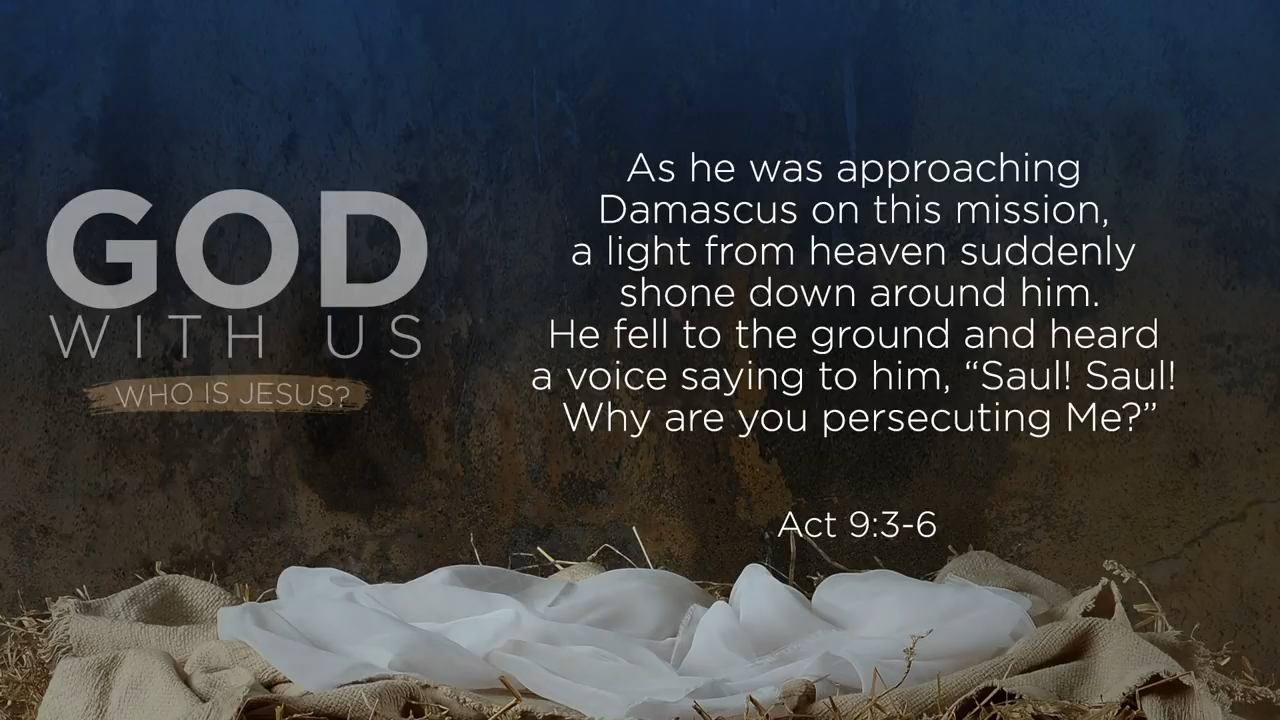 GOD
WITH US
WHO IS JESUS?
As he was approaching
Damascus on this mission,
a light from heaven suddenly
shone down around him.
He fell to the ground and heard
a voice saying to him, “Saul! Saul!
Why are you persecuting Me?”
Act 9:3-6